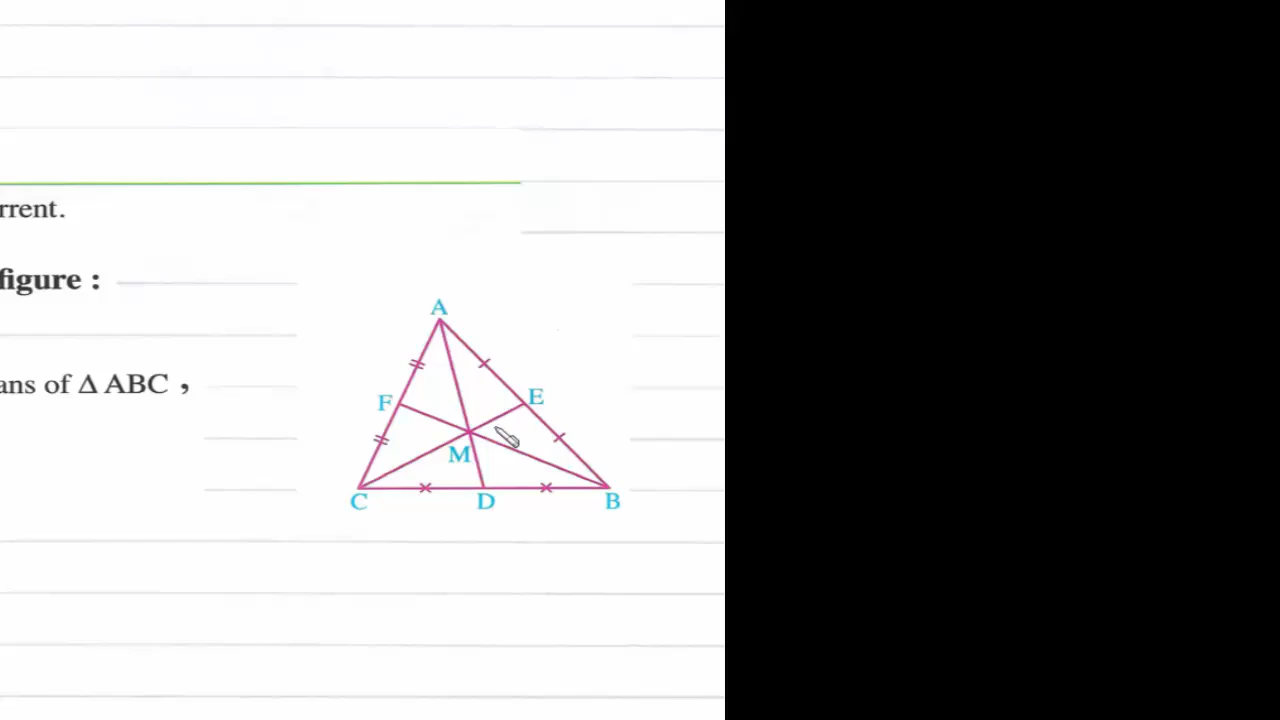 rrent.
figure :
A
ans of Δ ABC ,
F
E
M
C
D
B